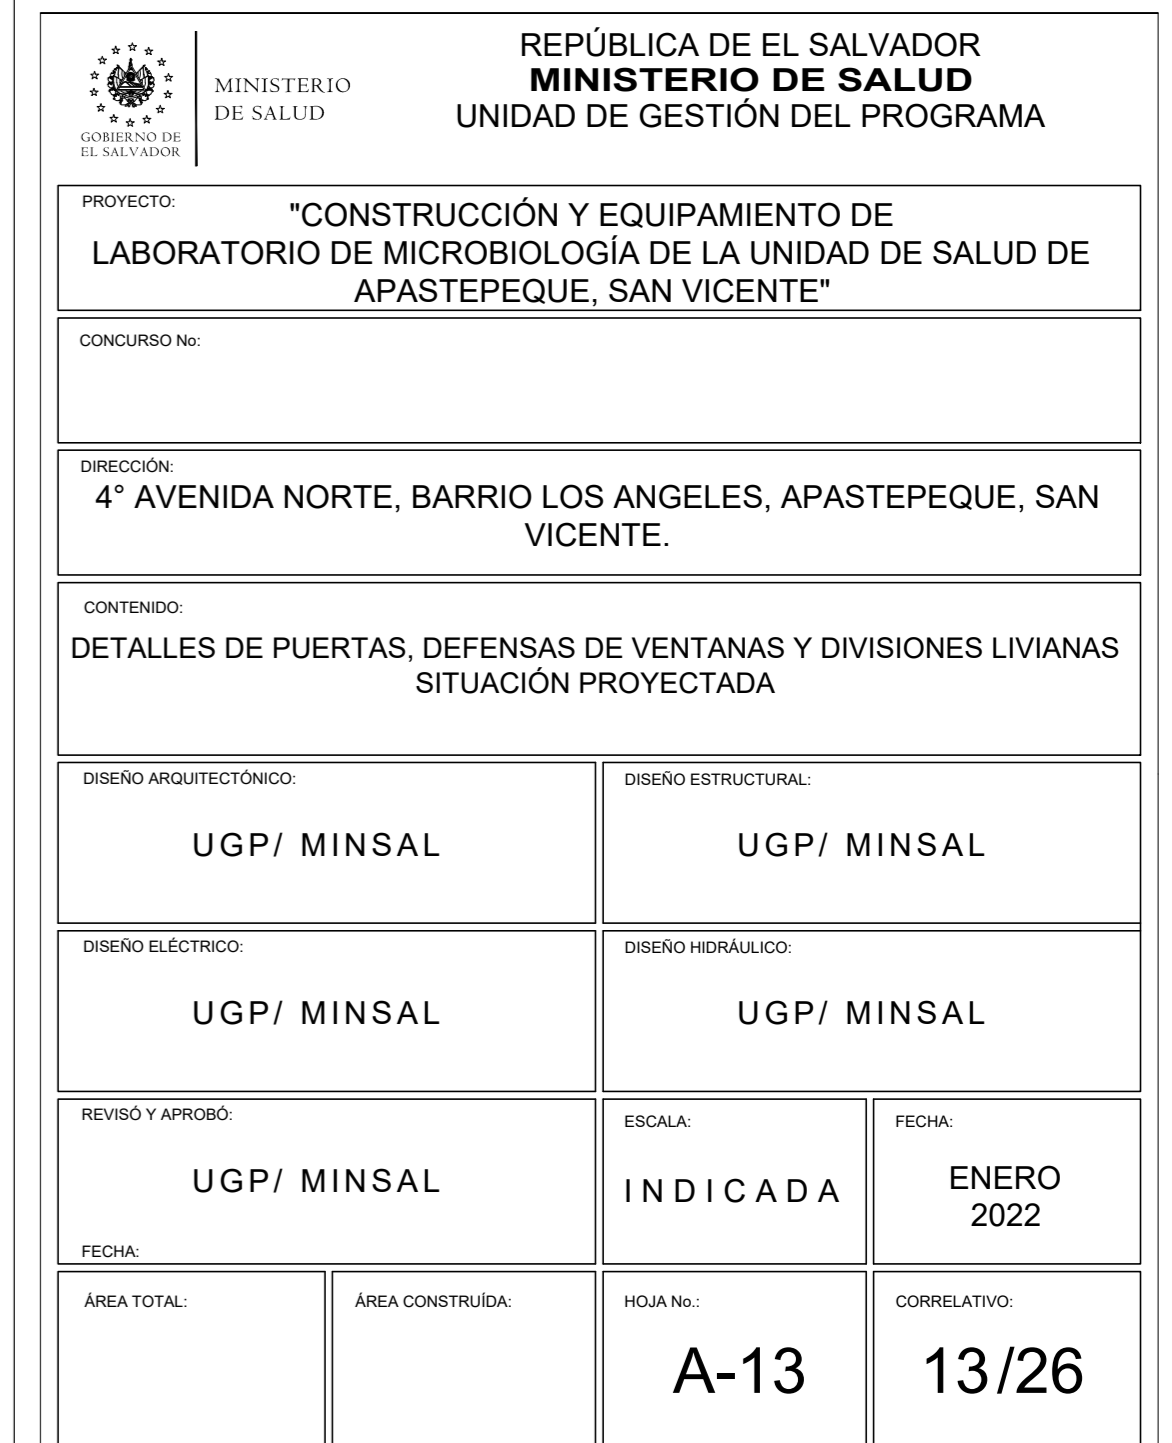 GOBIERNO DE
EL SALVADOR
MINISTERIO
DE SALUD
REPÚBLICA DE EL SALVADOR
MINISTERIO DE SALUD
UNIDAD DE GESTIÓN DEL PROGRAMA
PROYECTO:
"CONSTRUCCIÓN Y EQUIPAMIENTO DE
LABORATORIO DE MICROBIOLOGÍA DE LA UNIDAD DE SALUD DE
APASTEPEQUE, SAN VICENTE"
CONCURSO No:
DIRECCIÓN:
4° AVENIDA NORTE, BARRIO LOS ANGELES, APASTEPEQUE, SAN
VICENTE.
CONTENIDO:
DETALLES DE PUERTAS, DEFENSAS DE VENTANAS Y DIVISIONES LIVIANAS
SITUACIÓN PROYECTADA
DISEÑO ARQUITECTÓNICO:
UGP/ MINSAL
DISEÑO ESTRUCTURAL:
UGP/ MINSAL
DISEÑO ELÉCTRICO:
UGP/ MINSAL
DISEÑO HIDRÁULICO:
UGP/ MINSAL
REVISÓ Y APROBÓ:
UGP/ MINSAL
FECHA:
ESCALA:
INDICADA
FECHA:
ENERO
2022
ÁREA TOTAL:
ÁREA CONSTRUÍDA:
HOJA No.:
A-13
CORRELATIVO:
13/26